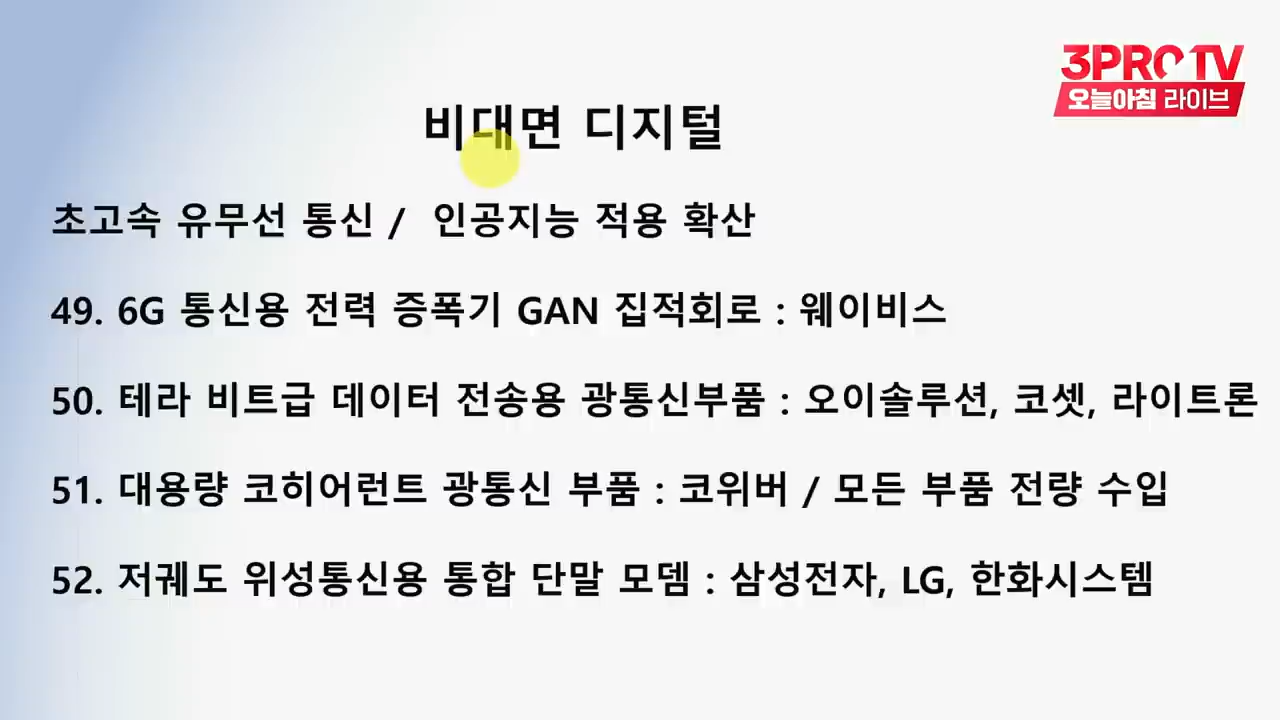 3PRO TV
오늘아침 라이브
비대면 디지털
초고속 유무선 통신 / 인공지능 적용 확산
49. 6G 통신용 전력 증폭기 GAN 집적회로 : 웨이비스
50. 테라 비트급 데이터 전송용 광통신부품 : 오이솔루션, 코셋, 라이트론
51. 대용량 코히어런트 광통신 부품 : 코위버 / 모든 부품 전량 수입
52. 저궤도 위성통신용 통합 단말 모뎀 : 삼성전자, LG, 한화시스템